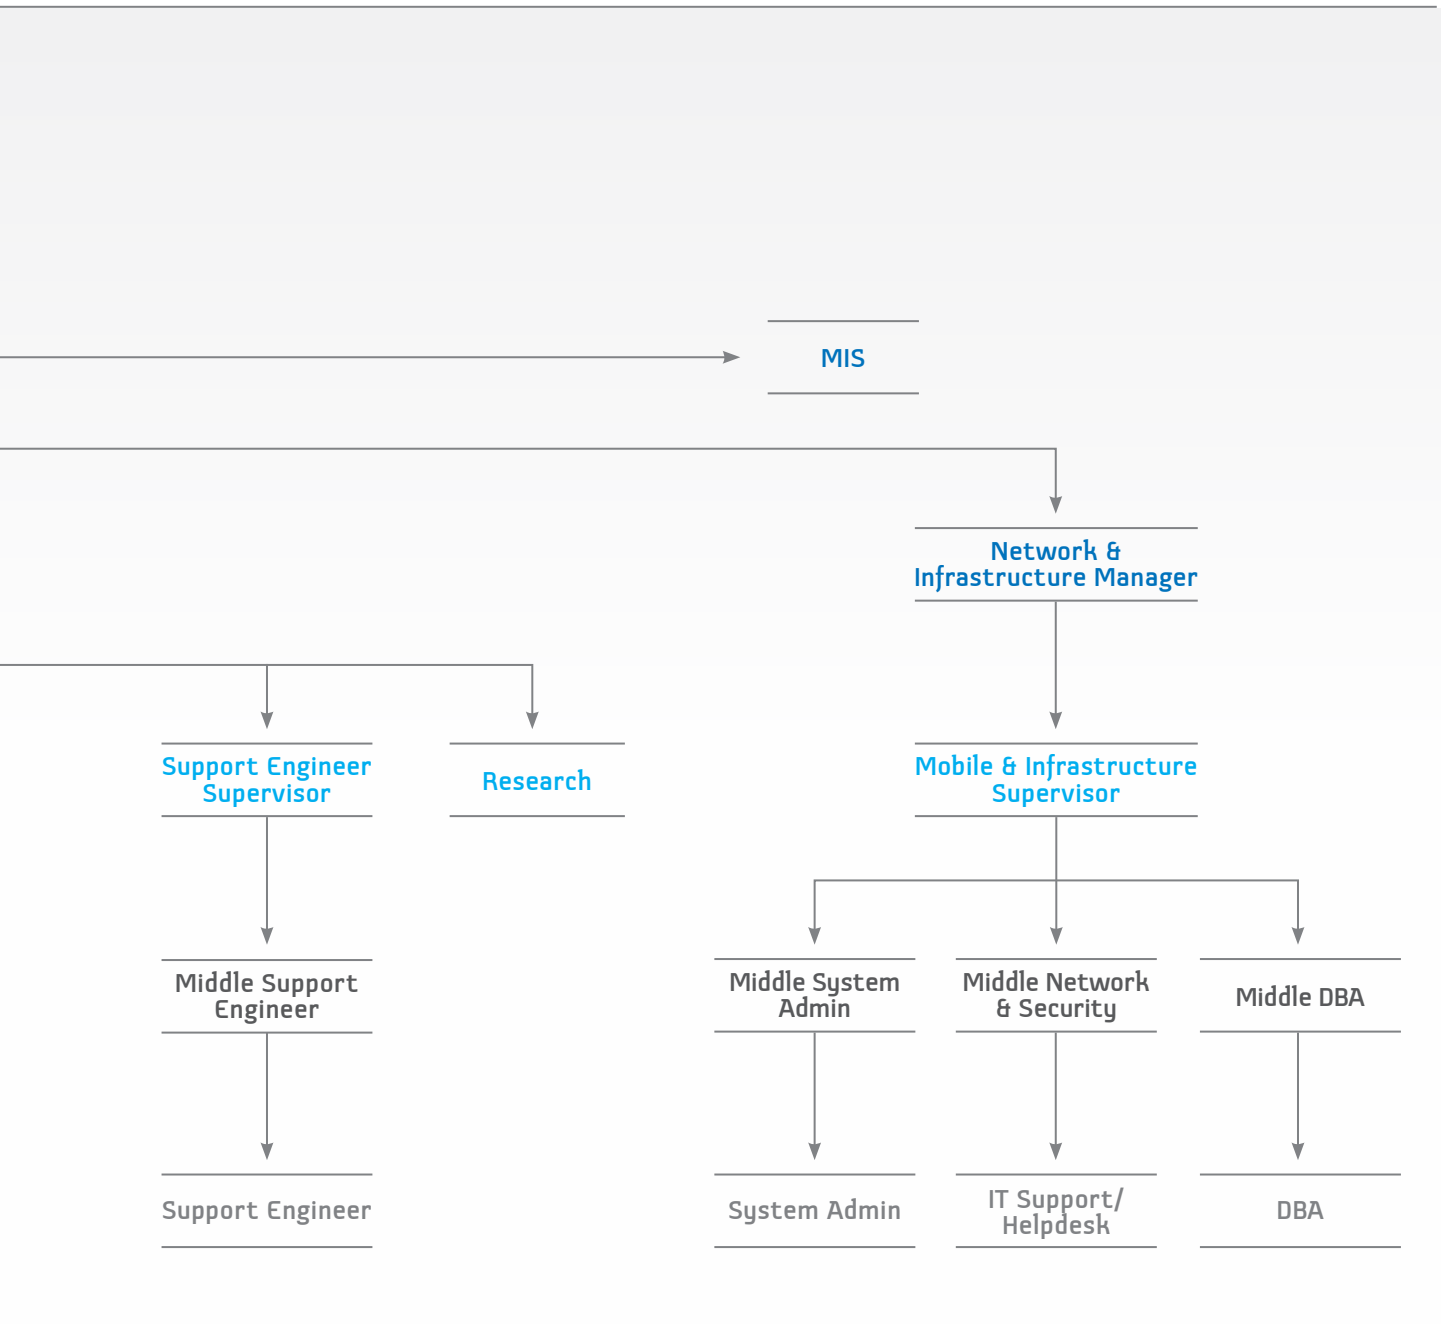 MIS
Network &
Infrastructure Manager
Support Engineer
Supervisor
Research
Mobile & Infrastructure
Supervisor
Middle Support
Engineer
Middle System
Admin
Middle Network
& Security
Middle DBA
Support Engineer
System Admin
IT Support/
Helpdesk
DBA